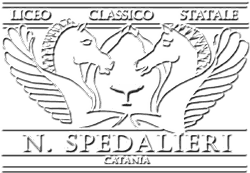 LICEO CLASSICO STATALE
N. SPEDALIERI
CATANIA